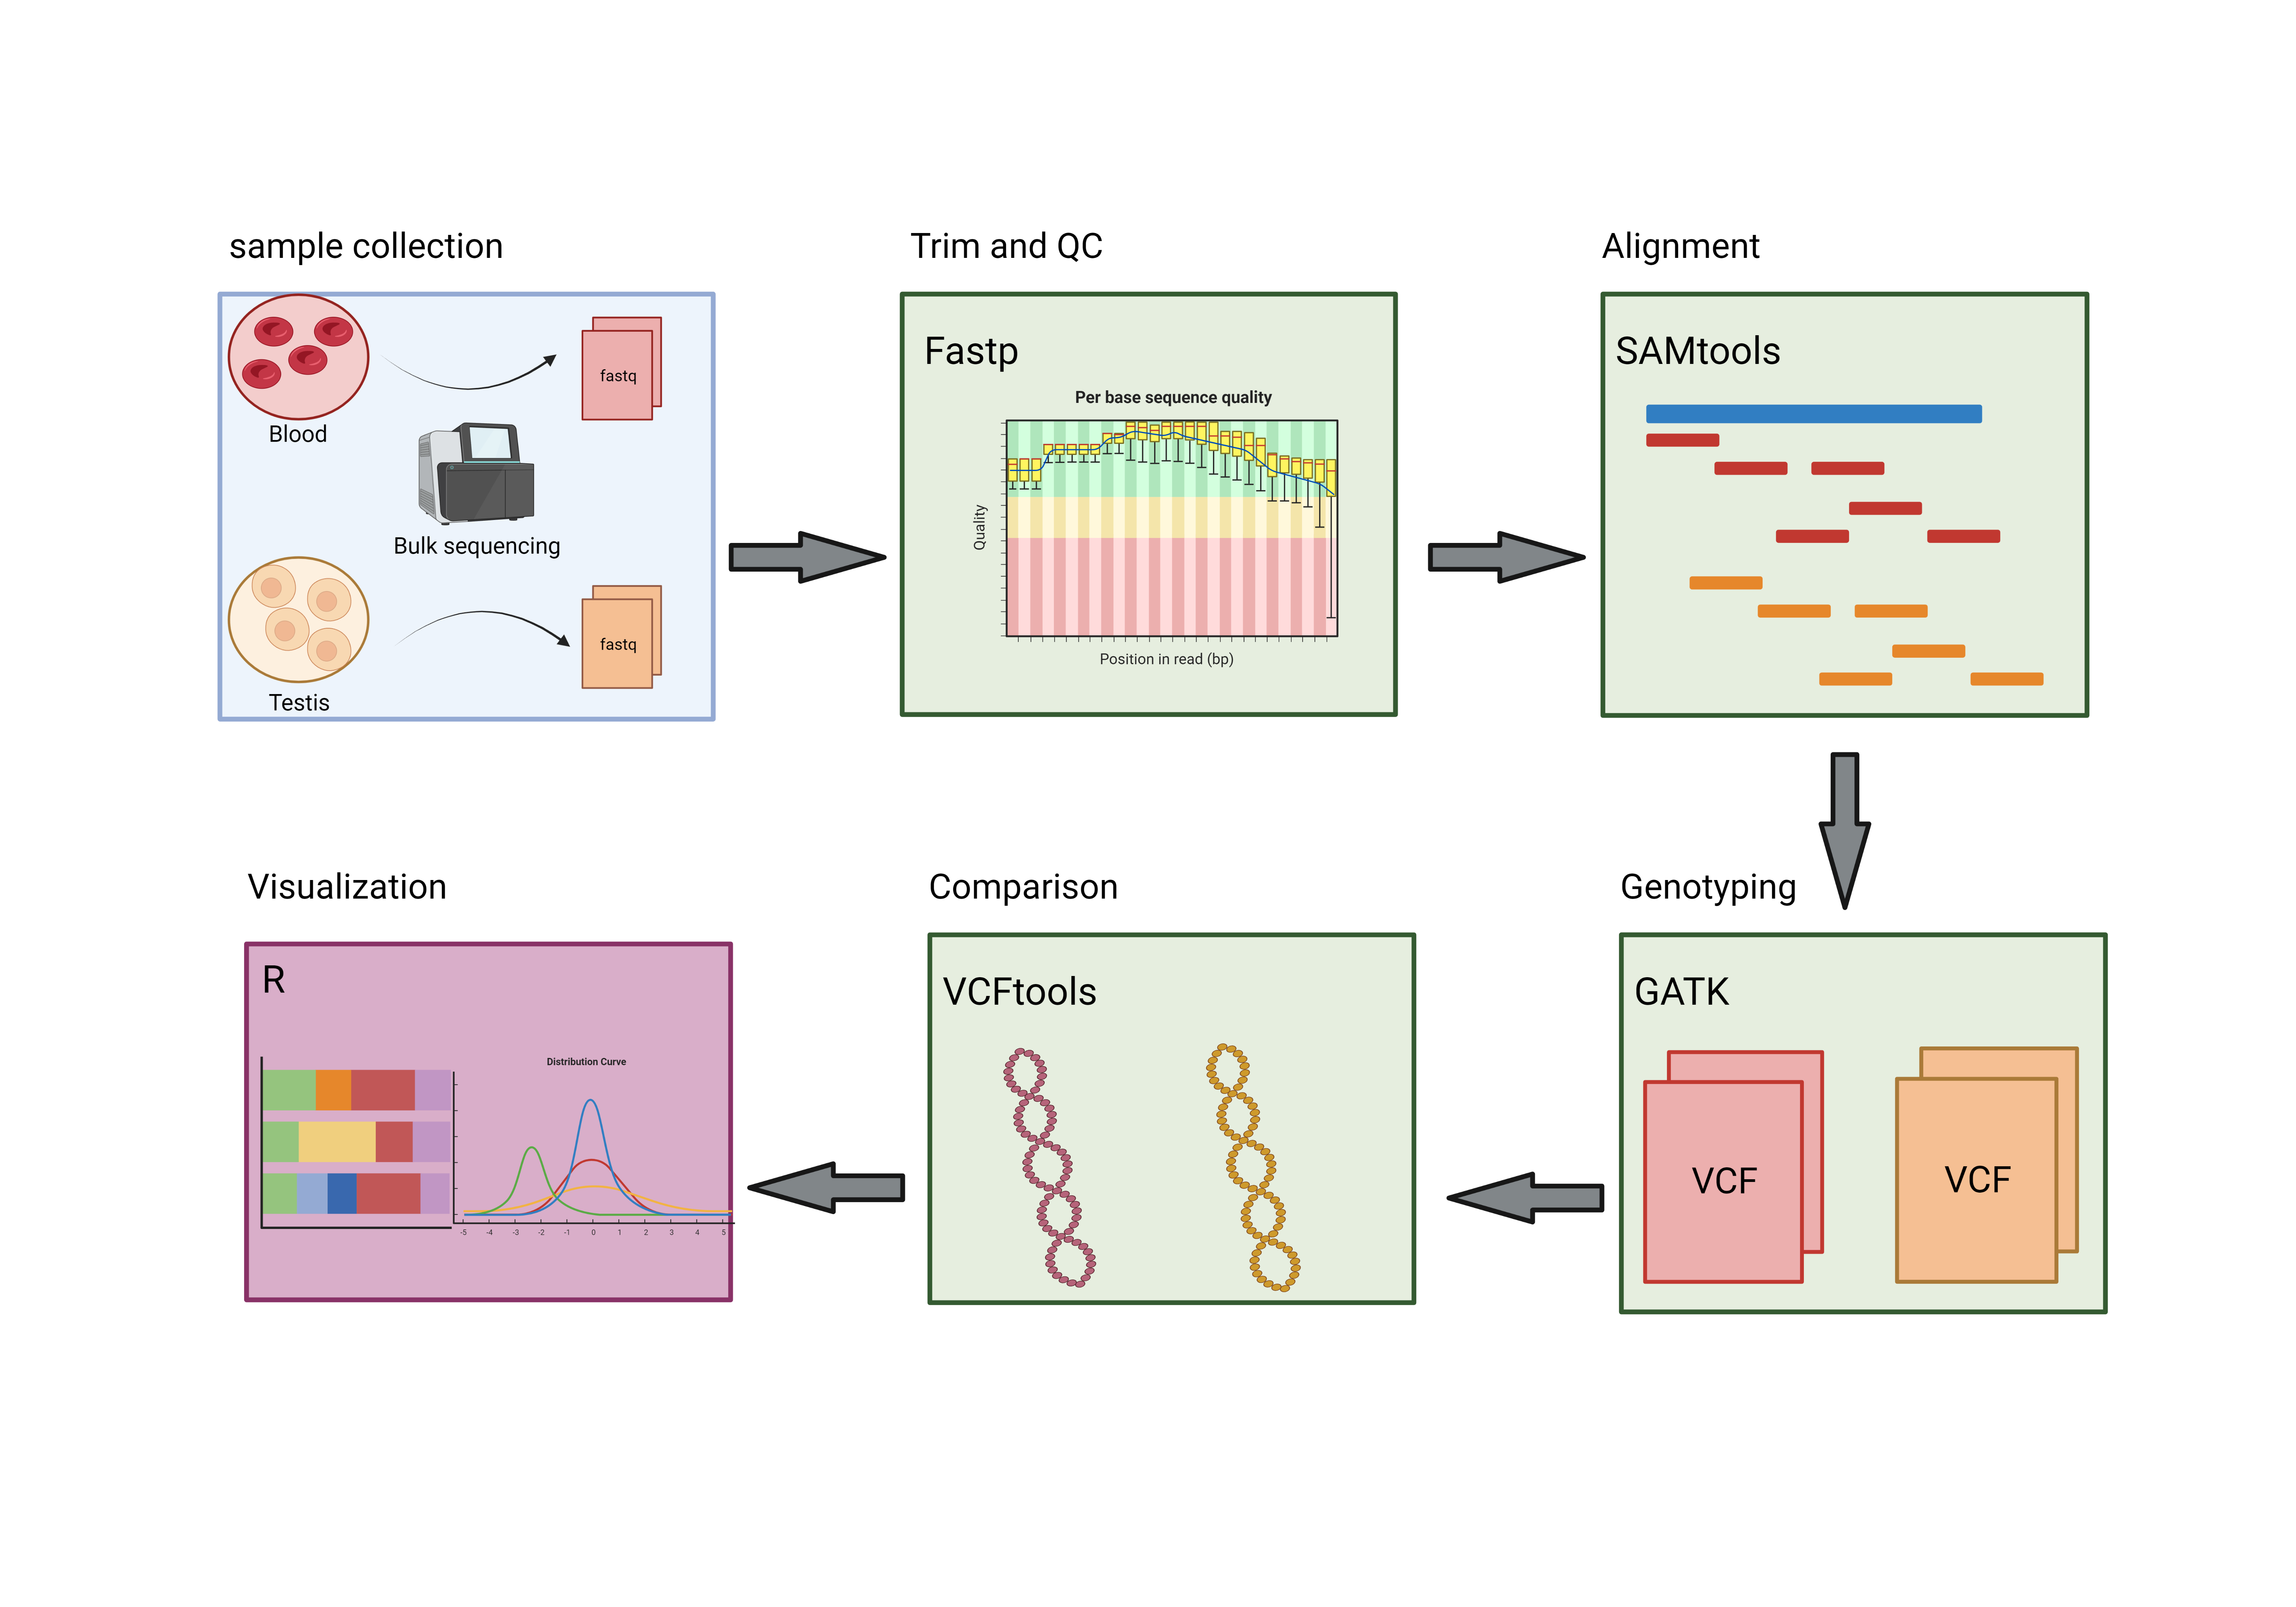 sample collection
Blood
fastq
Bulk sequencing
fastq
Testis
Trim and QC
Fastp
Per base sequence quality
Quality
Position in read (bp)
Alignment
SAMtools
Genotyping
GATK
VCF
VCF
Comparison
VCFtools
Visualization
R
Distribution Curve
-5 -4 -3 -2 -1 0 1 2 3 4 5